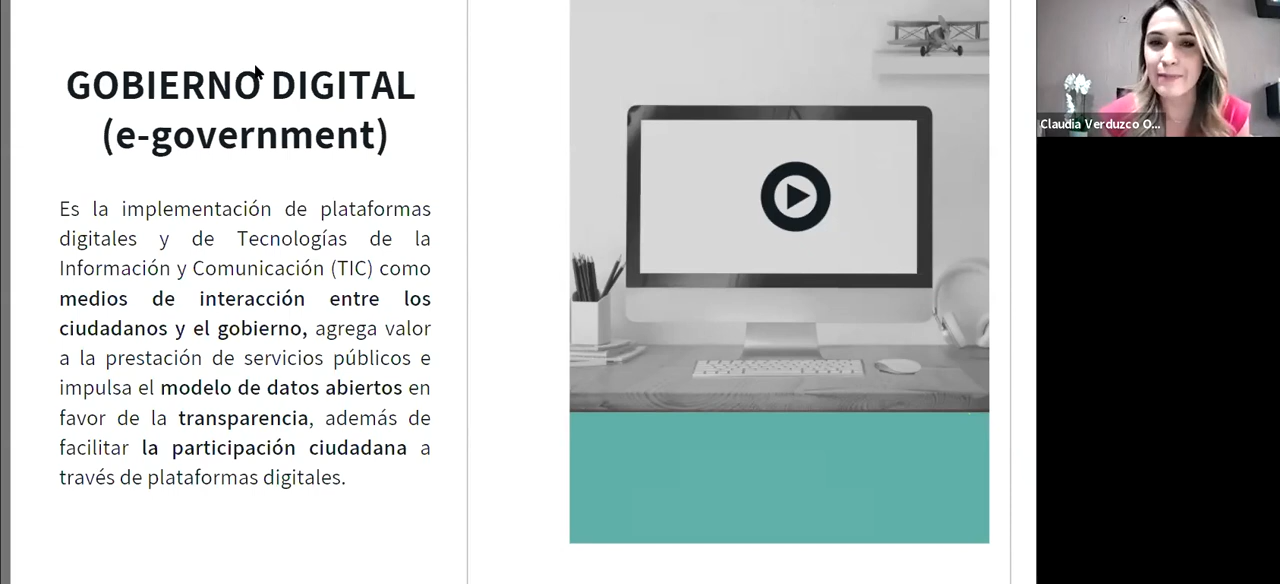 GOBIERNO DIGITAL
(e-government)
Es la implementación de plataformas
digitales y de Tecnologías de la
Información y Comunicación (TIC) como
medios de interacción entre los
ciudadanos y el gobierno, agrega valor
a la prestación de servicios públicos e
impulsa el modelo de datos abiertos en
favor de la transparencia, además de
facilitar la participación ciudadana a
través de plataformas digitales.
Claudia Verduzco O...